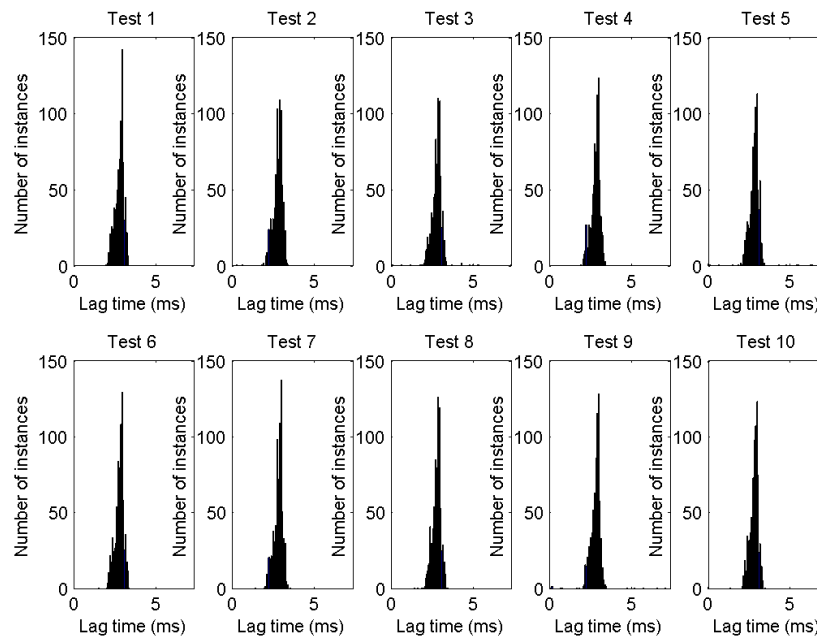 Test 1 Test 2 Test 3 Test 4 Test 5
150 150 150 150 150
100 100 100 100 100
50 50 50 50 50
0 0 0 0 0
Number of instances Number of instances Number of instances Number of instances Number of instances
0 5 0 5 0 5 0 5 0 5
Lag time (ms) Lag time (ms) Lag time (ms) Lag time (ms) Lag time (ms)
Test 6 Test 7 Test 8 Test 9 Test 10
150 150 150 150 150
100 100 100 100 100
50 50 50 50 50
0 0 0 0 0
Number of instances Number of instances Number of instances Number of instances Number of instances
0 5 0 5 0 5 0 5 0 5
Lag time (ms) Lag time (ms) Lag time (ms) Lag time (ms) Lag time (ms)